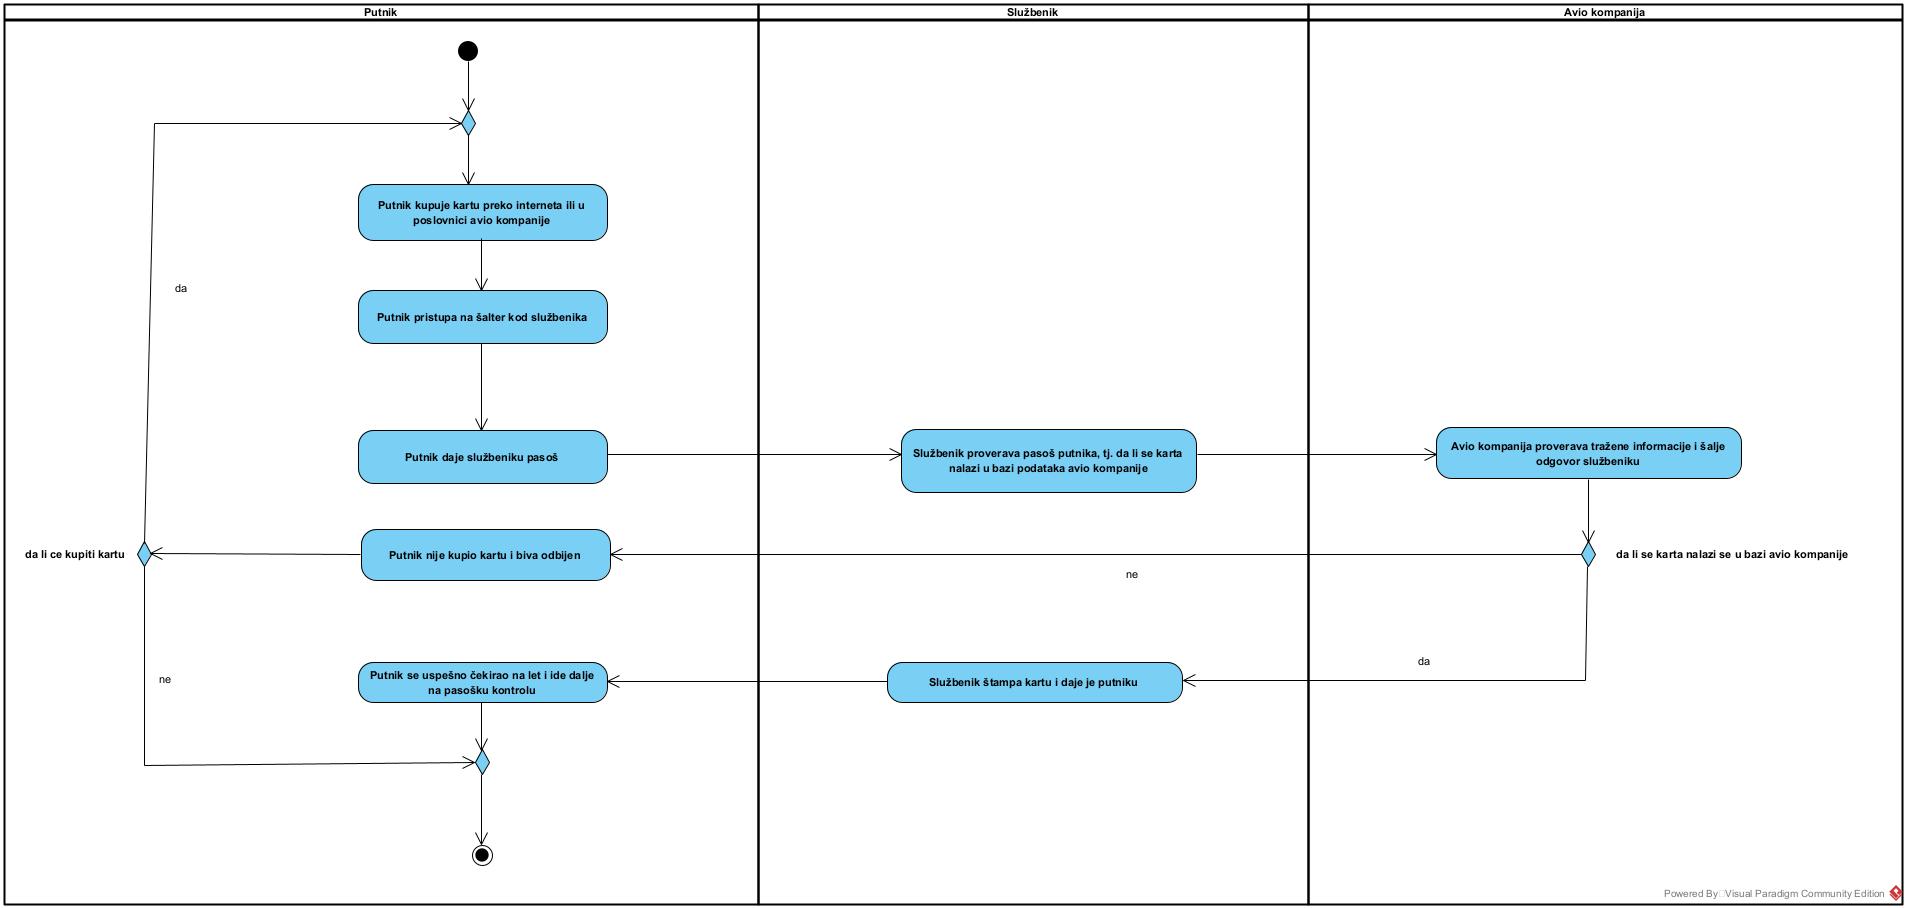 Putnik
Službenik
Avio kompanija
Putnik kupuje kartu preko interneta ili u
poslovnici avio kompanije
da
Putnik pristupa na šalter kod službenika
Putnik daje službeniku pasoš
Službenik proverava pasoš putnika, tj. da li se karta
nalazi u bazi podataka avio kompanije
Avio kompanija proverava tražene informacije i šalje
odgovor službeniku
da li ce kupiti kartu
Putnik nije kupio kartu i biva odbijen
ne
da li se karta nalazi se u bazi avio kompanije
ne
Putnik se uspešno čekirao na let i ide dalje
na pasošku kontrolu
Službenik štampa kartu i daje je putniku
da
Powered By Visual Paradigm Community Edition